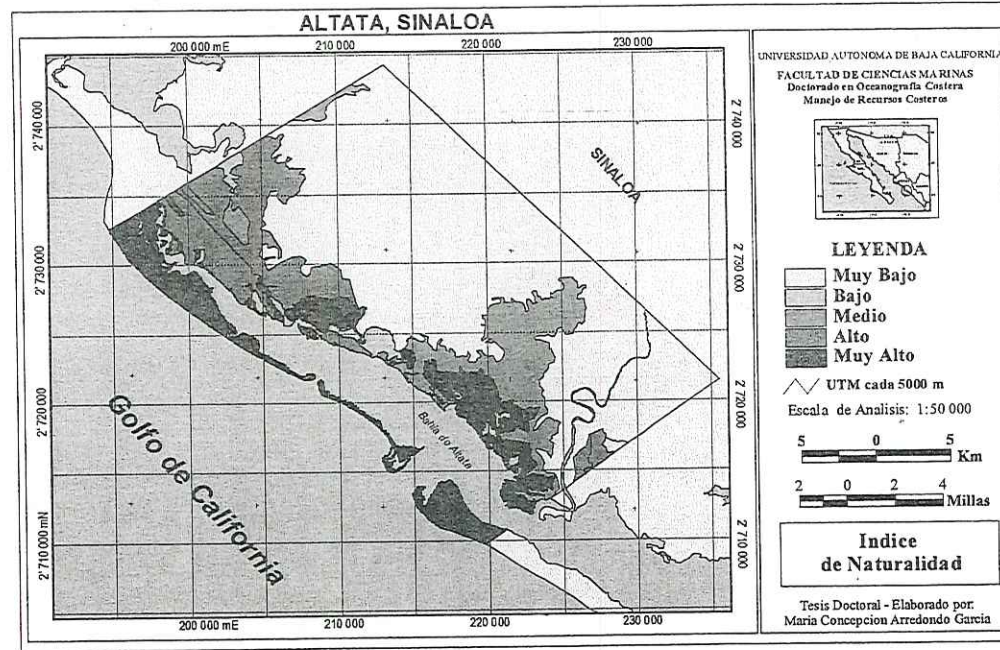 ALTATA, SINALOA
200 000 mE
210 000
220 000
230 000
2'740 000
2'730 000
2'720 000
2'710 000 mN
2'740 000
2'730 000
2'720 000
2'710 000
SINALOA
Bahia de Altata
Golfo de California
200 000 mE
210 000
220 000
230 000
UNIVERSIDAD AUTONOMA DE BAJA CALIFORNIA
FACULTAD DE CIENCIAS MARINAS
Doctorado en Oceanografia Costera
Manejo de Recursos Costeros
LEYENDA
Muy Bajo
Bajo
Medio
Alto
Muy Alto
UTM cada 5000 m
Escala de Analisis: 1:50 000
5 0 5
Km
2 0 2 4
Millas
Indice
de Naturalidad
Tesis Doctoral - Elaborado por:
Maria Concepcion Arredondo Garcia